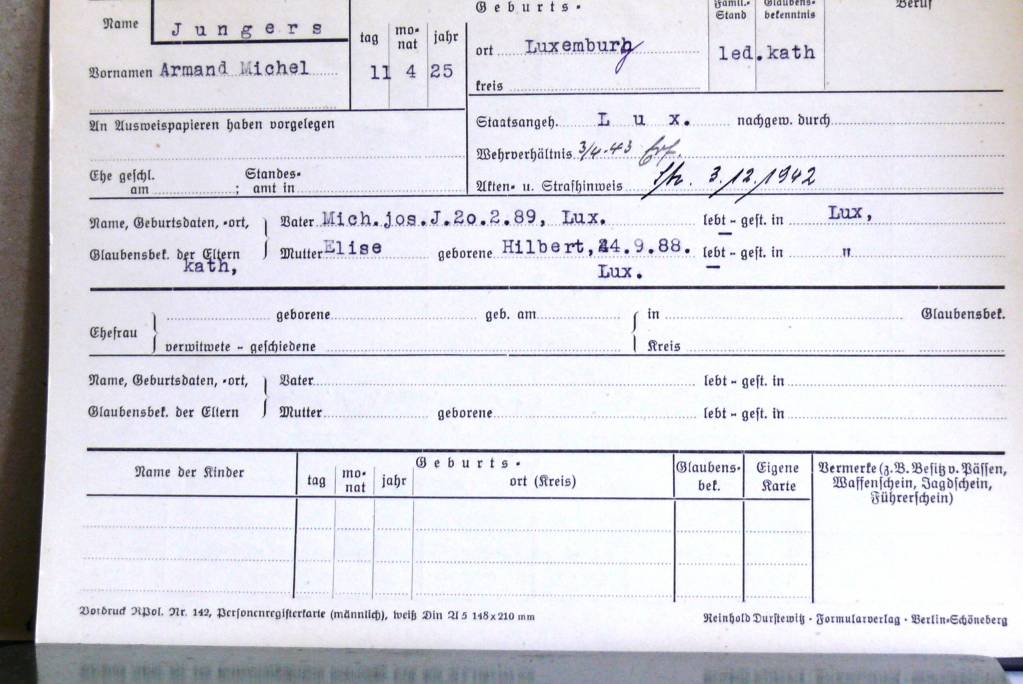 Geburts-
Famil.- Stand
Glaubens- bekenntnis
Beruf
Name Jungers
tag monat jahr
ort Luxemburg
led. kath
Vornamen Armand Michel
11 4 25
kreis
An Ausweispapieren haben vorgelegen
Staatsangeh. Lux. nachgew. durch
Wehrverhältnis 3/4.43
Ehe geschl. Standes-
am ; amt in
Akten- u. Strafhinweis 3.12.1942
Name, Geburtsdaten, -ort, Vater Mich.jos.J.20.2.89, Lux. lebt - gest. in Lux,
Glaubensbek. der Eltern Mutter Elise geborene Hilbert, 24.9.88. lebt - gest. in "
kath, Lux.
geborene geb. am in Glaubensbek.
Ehefrau
verwitwete - geschiedene Kreis
Name, Geburtsdaten, -ort, Vater lebt - gest. in
Glaubensbek. der Eltern Mutter geborene lebt - gest. in
Name der Kinder
Geburts-
tag monat jahr ort (Kreis)
Glaubens-
bek.
Eigene
Karte
Vermerke (z.B. Besitz v. Pässen,
Waffenschein, Jagdschein,
Führerschein)
Vordruck RPol. Nr. 142, Personenregisterkarte (männlich), weiß Din A 5 148 x 210 mm
Reinhold Durstewitz · Formularverlag · Berlin-Schöneberg